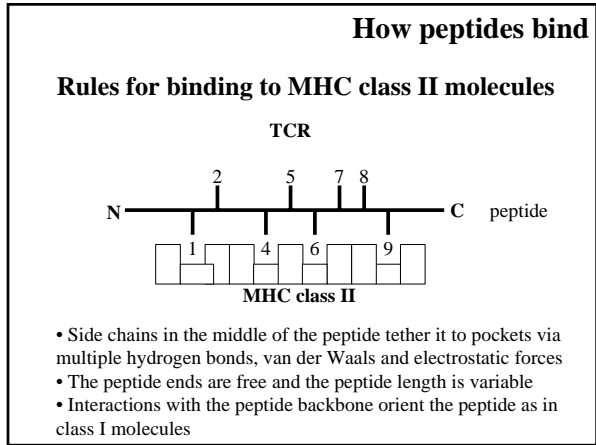 How peptides bind
Rules for binding to MHC class II molecules
TCR
2 5 7 8
N C peptide
1 4 6 9
MHC class II
• Side chains in the middle of the peptide tether it to pockets via
multiple hydrogen bonds, van der Waals and electrostatic forces
• The peptide ends are free and the peptide length is variable
• Interactions with the peptide backbone orient the peptide as in
class I molecules